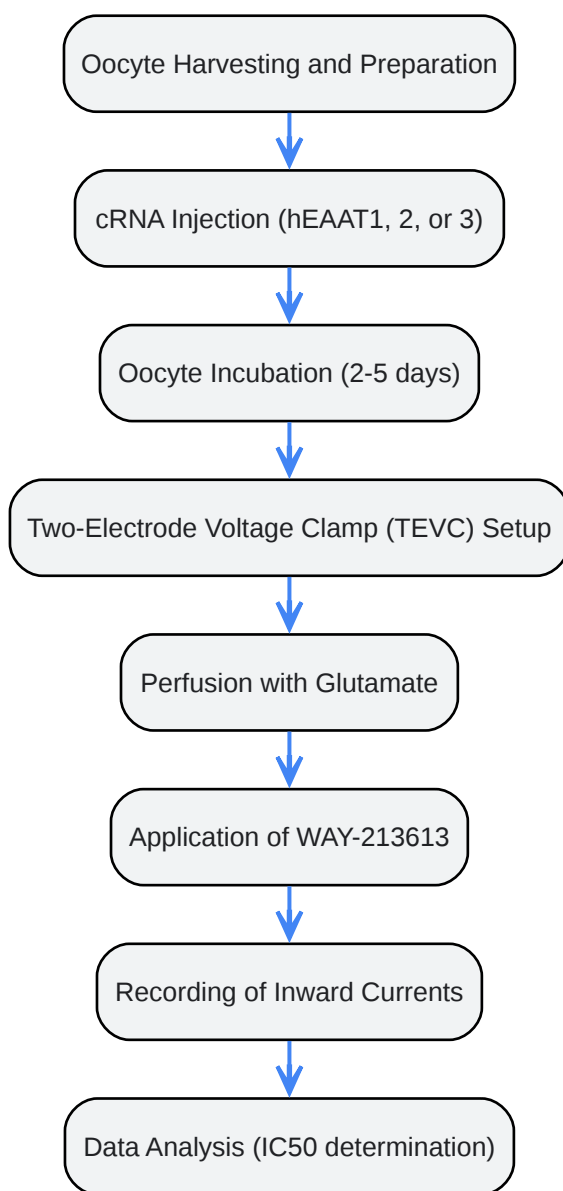 Oocyte Harvesting and Preparation
cRNA Injection (hEAAT1, 2, or 3)
Oocyte Incubation (2-5 days)
Two-Electrode Voltage Clamp (TEVC) Setup
Perfusion with Glutamate
Application of WAY-213613
Recording of Inward Currents
Data Analysis (IC50 determination)